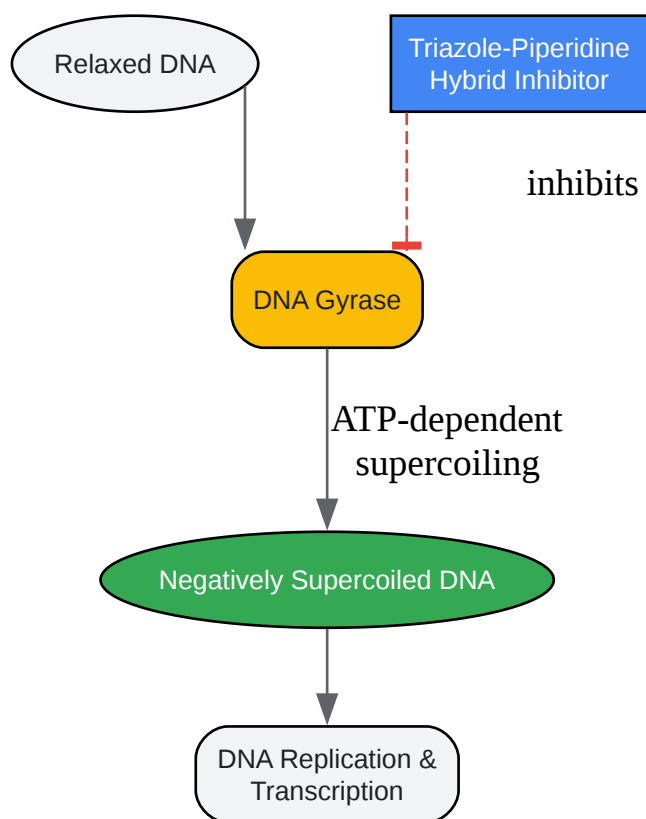 Relaxed DNA
Triazole-Piperidine
Hybrid Inhibitor
inhibits
DNA Gyrase
ATP-dependent
supercoiling
Negatively Supercoiled DNA
DNA Replication &
Transcription